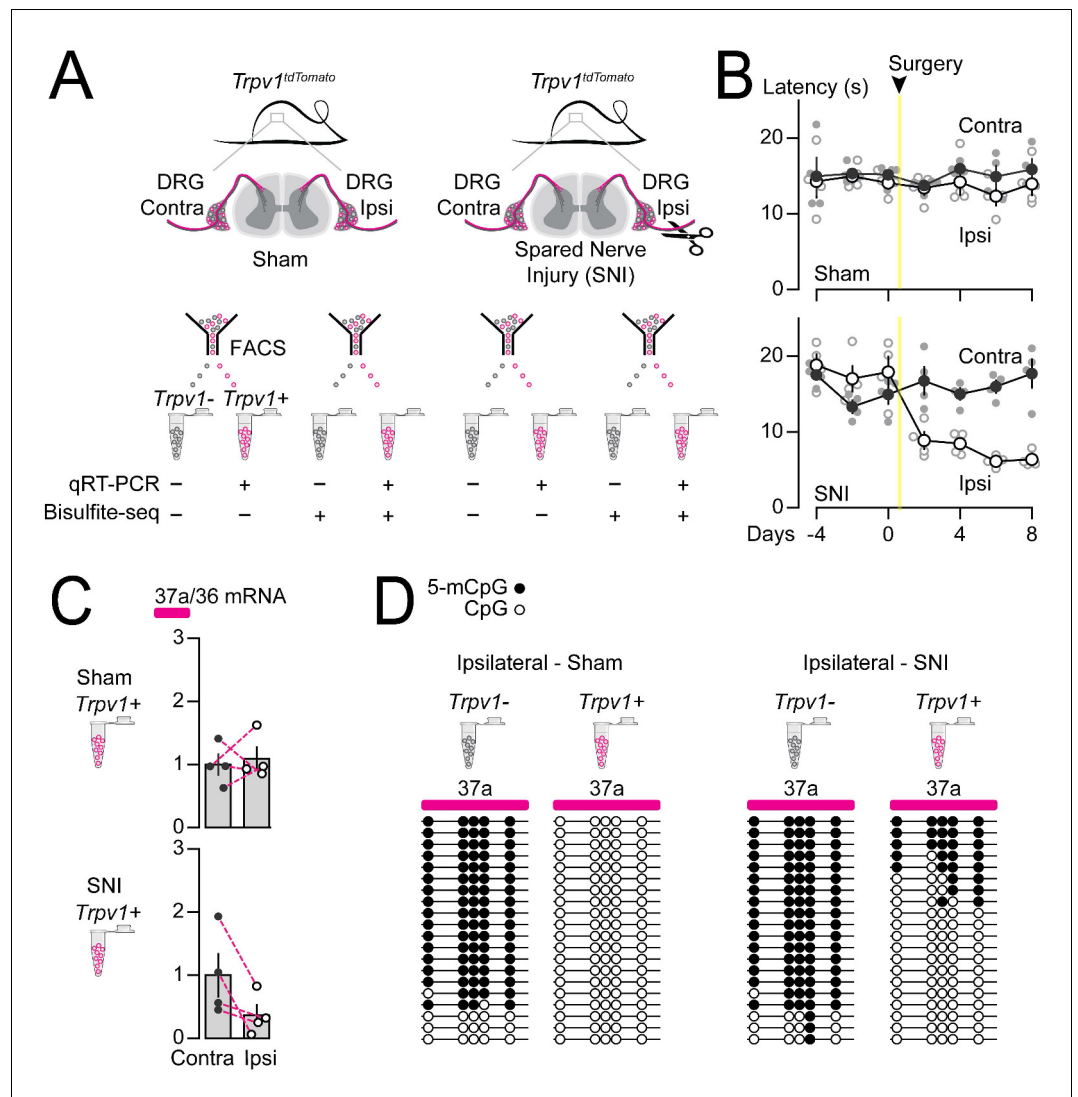 A
Trpv1tdTomato
Trpv1tdTomato
DRG
Contra
DRG
Ipsi
DRG
Contra
DRG
Ipsi
Sham
Spared Nerve
Injury (SNI)
FACS
Trpv1- Trpv1+
qRT-PCR – + – + – + – +
Bisulfite-seq – – + + – – + +
B
Surgery
Latency (s)
20
10
0
Contra
Ipsi
Sham
20
10
0
Contra
Ipsi
SNI
Days -4 0 4 8
C
37a/36 mRNA
Sham
Trpv1+
3
2
1
0
SNI
Trpv1+
3
2
1
0
Contra Ipsi
D
5-mCpG
CpG
Ipsilateral - Sham
Trpv1- Trpv1+
37a 37a
Ipsilateral - SNI
Trpv1- Trpv1+
37a 37a